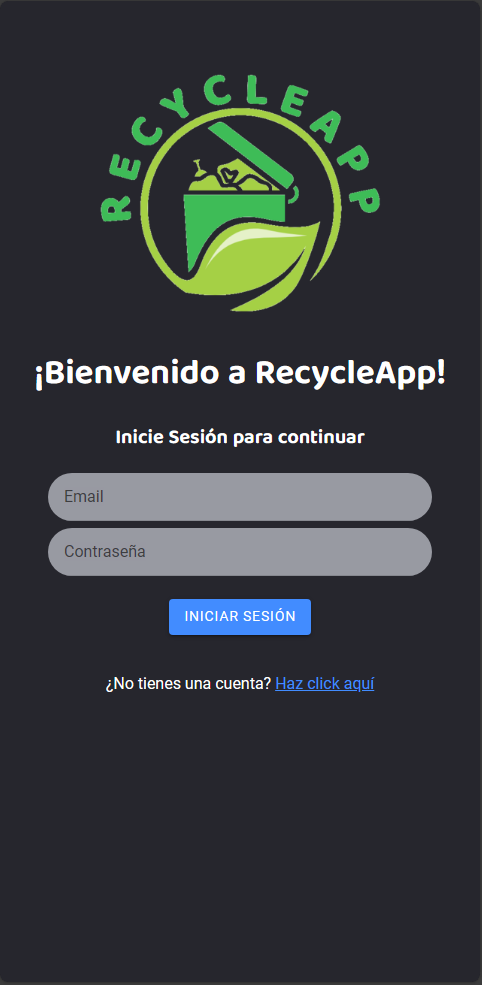 RECYCLEAPP
¡Bienvenido a RecycleApp!
Inicie Sesión para continuar
Email
Contraseña
INICIAR SESIÓN
¿No tienes una cuenta? Haz click aquí